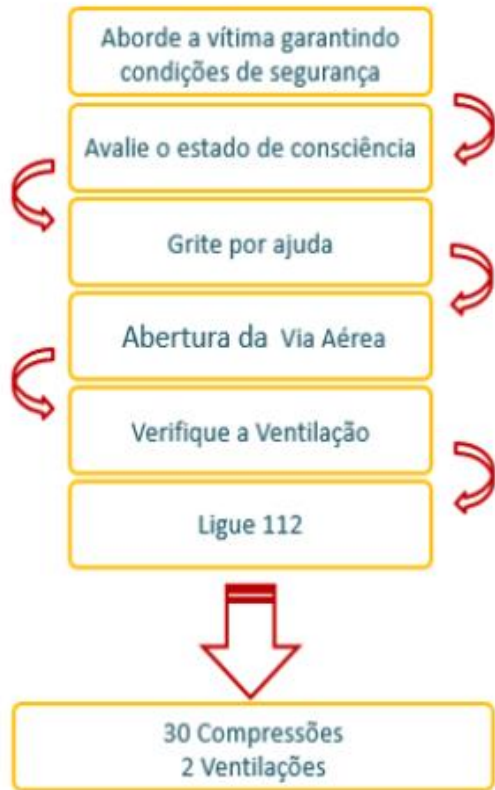 Aborde a vítima garantindo
condições de segurança
Avalie o estado de consciência
Grite por ajuda
Abertura da Via Aérea
Verifique a Ventilação
Ligue 112
30 Compressões
2 Ventilações